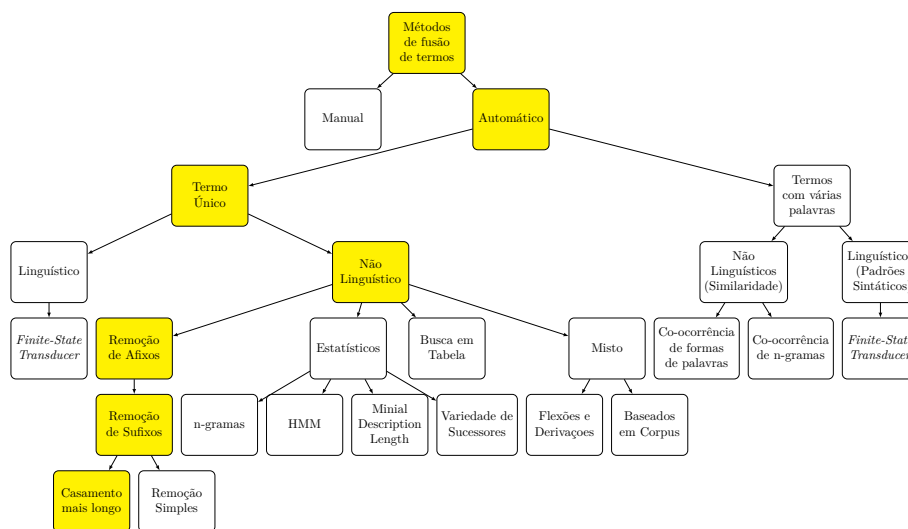 Métodos
de fusão
de termos
Manual
Automático
Termo
Único
Termos
com várias
palavras
Linguístico
Não
Linguístico
Não
Linguísticos
(Similaridade)
Linguísticos
(Padrões
Sintáticos)
Finite-State
Transducer
Remoção
de Afixos
Estatísticos
Busca em
Tabela
Misto
Co-ocorrência
de formas
de palavras
Co-ocorrência
de n-gramas
Finite-State
Transducer
Remoção
de Sufixos
n-gramas
HMM
Minial
Description
Length
Variedade de
Sucessores
Flexões e
Derivaçoes
Baseados
em Corpus
Casamento
mais longo
Remoção
Simples